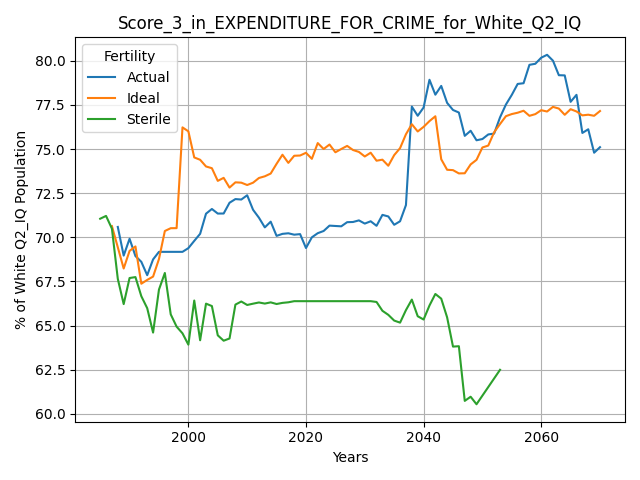 Score_3_in_EXPENDITURE_FOR_CRIME_for_White_Q2_IQ
Fertility
Actual
Ideal
Sterile
% of White Q2_IQ Population
80.0
77.5
75.0
72.5
70.0
67.5
65.0
62.5
60.0
2000
2020
2040
2060
Years